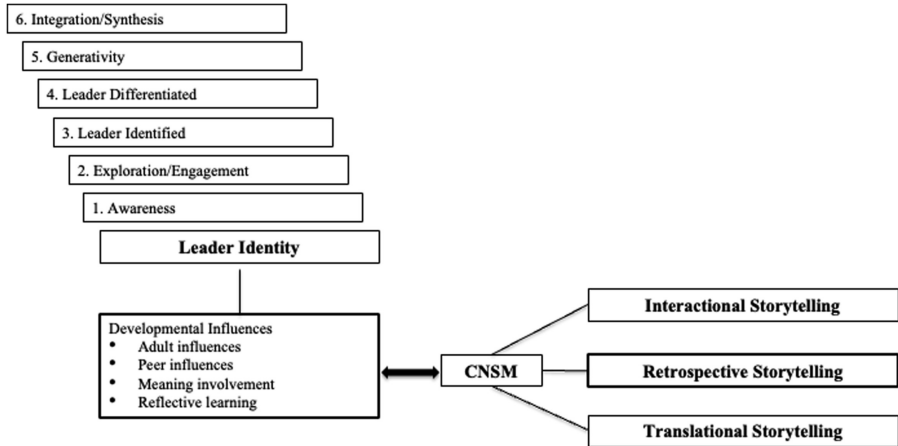 6. Integration/Synthesis
5. Generativity
4. Leader Differentiated
3. Leader Identified
2. Exploration/Engagement
1. Awareness
Leader Identity
Developmental Influences
• Adult influences
• Peer influences
• Meaning involvement
• Reflective learning
CNSM
Interactional Storytelling
Retrospective Storytelling
Translational Storytelling